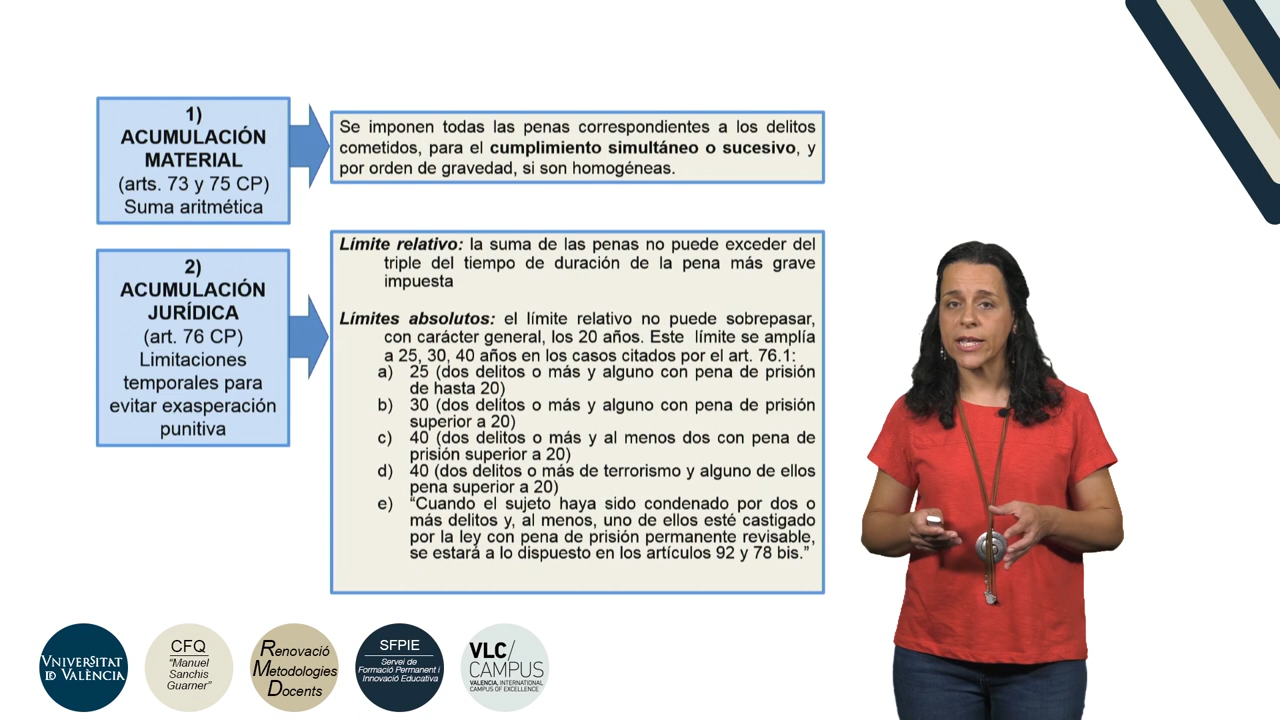 1)
ACUMULACIÓN
MATERIAL
(arts. 73 y 75 CP)
Suma aritmética
Se imponen todas las penas correspondientes a los delitos
cometidos, para el cumplimiento simultáneo o sucesivo, y
por orden de gravedad, si son homogéneas.
2)
ACUMULACIÓN
JURÍDICA
(art. 76 CP)
Limitaciones
temporales para
evitar exasperación
punitiva
Límite relativo: la suma de las penas no puede exceder del
triple del tiempo de duración de la pena más grave
impuesta
Límites absolutos: el límite relativo no puede sobrepasar,
con carácter general, los 20 años. Este límite se amplía
a 25, 30, 40 años en los casos citados por el art. 76.1:
a) 25 (dos delitos o más y alguno con pena de prisión
de hasta 20)
b) 30 (dos delitos o más y alguno con pena de prisión
superior a 20)
c) 40 (dos delitos o más y al menos dos con pena de
prisión superior a 20)
d) 40 (dos delitos o más de terrorismo y alguno de ellos
pena superior a 20)
e) “Cuando el sujeto haya sido condenado por dos o
más delitos y, al menos, uno de ellos esté castigado
por la ley con pena de prisión permanente revisable,
se estará a lo dispuesto en los artículos 92 y 78 bis.”
VNIVERSITAT
ID VALÈNCIA
CFQ
“Manuel
Sanchis
Guarner”
Renovació
Metodologies
Docents
SFPIE
Servei de
Formació Permanent i
Innovació Educativa
VLC/
CAMPUS
VALENCIA, INTERNATIONAL
CAMPUS OF EXCELLENCE